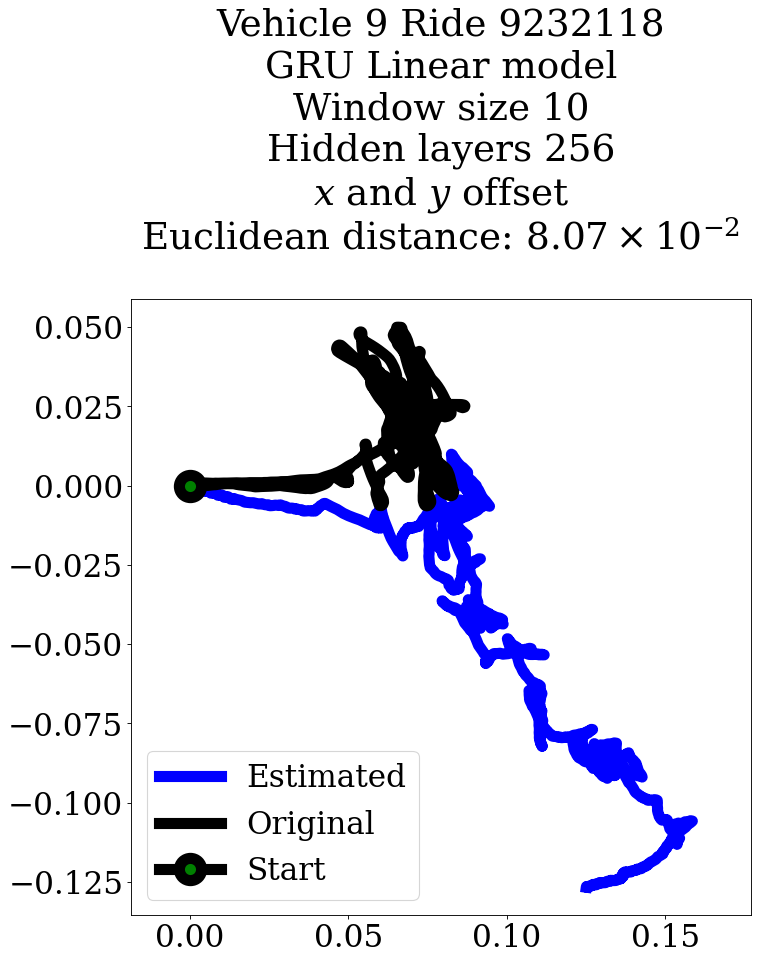 Vehicle 9 Ride 9232118
GRU Linear model
Window size 10
Hidden layers 256
x and y offset
Euclidean distance: 8.07 × 10⁻²
0.050
0.025
0.000
−0.025
−0.050
−0.075
−0.100
−0.125
Estimated
Original
Start
0.00 0.05 0.10 0.15